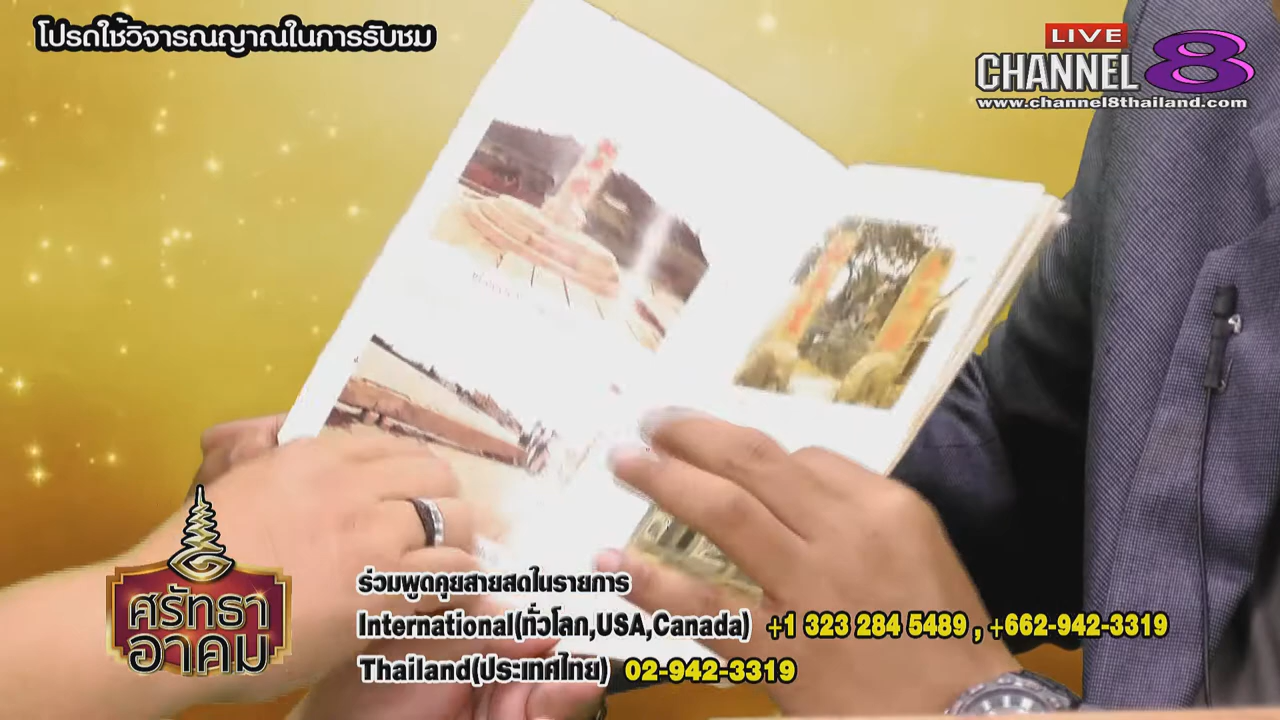 โปรดใช้วิจารณญาณในการรับชม
LIVE
CHANNEL 8
www.channel8thailand.com
ศรัทธา
อาคม
ร่วมพูดคุยสายสดในรายการ
International(ทั่วโลก,USA,Canada) +1 323 284 5489 , +662-942-3319
Thailand(ประเทศไทย) 02-942-3319